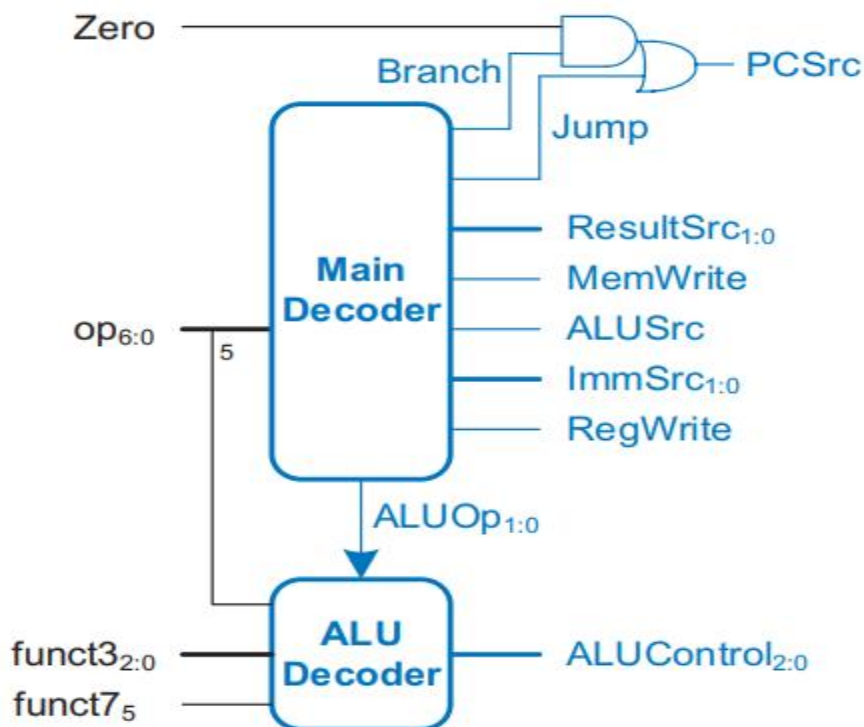 Zero
Branch
PCSrc
Jump
ResultSrc1:0
Main
Decoder
MemWrite
op6:0
5
ALUSrc
ImmSrc1:0
RegWrite
ALUOp1:0
ALU
Decoder
funct32:0
ALUControl2:0
funct75